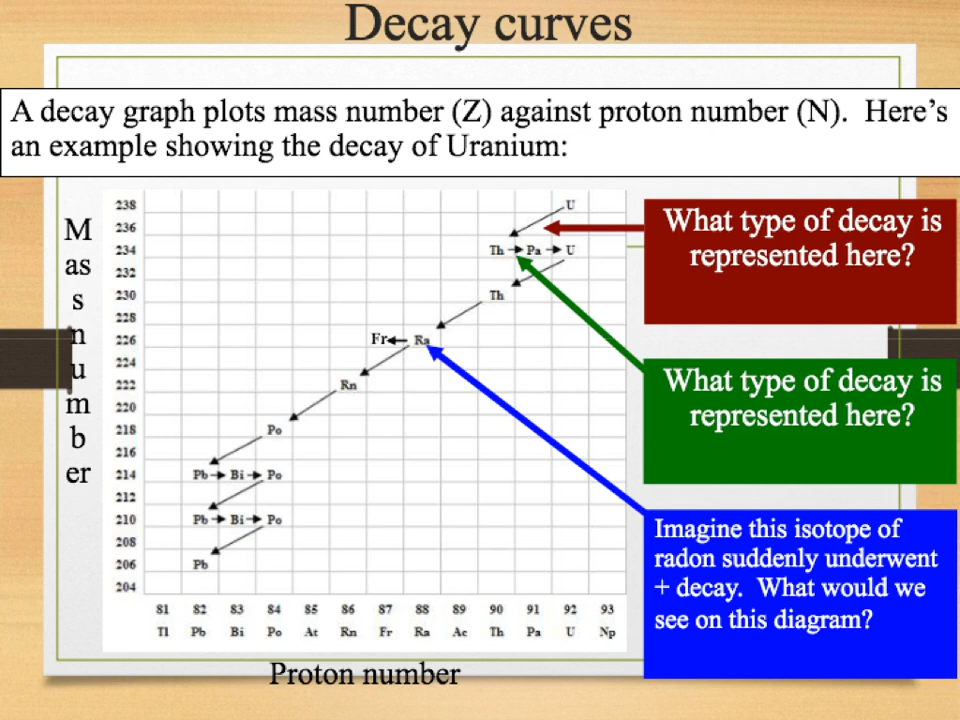 Decay curves
A decay graph plots mass number (Z) against proton number (N). Here’s
an example showing the decay of Uranium:
M
as
s
n
u
m
b
er
238
236
234
232
230
228
226
224
222
220
218
216
214
212
210
208
206
204
U
Th Pa U
Th
Fr Ra
Rn
Po
Pb Bi Po
Pb Bi Po
Pb
81 82 83 84 85 86 87 88 89 90 91 92 93
Tl Pb Bi Po At Rn Fr Ra Ac Th Pa U Np
Proton number
What type of decay is
represented here?
What type of decay is
represented here?
Imagine this isotope of
radon suddenly underwent
+ decay. What would we
see on this diagram?